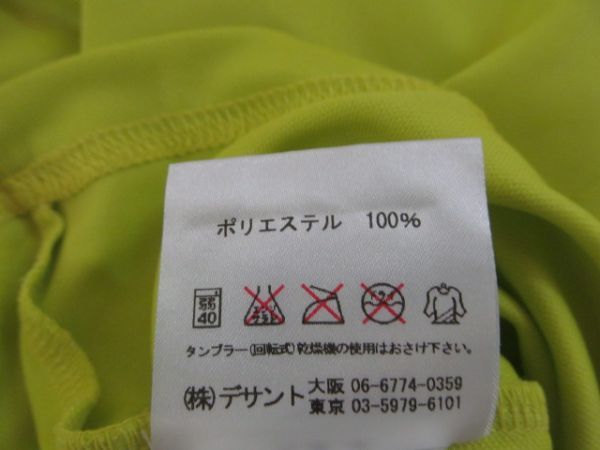 ポリエステル 100%
弱
40
タンブラー(回転式)乾燥機の使用はおさけ下さい。
(株)デサント 大阪 06-6774-0359
東京 03-5979-6101